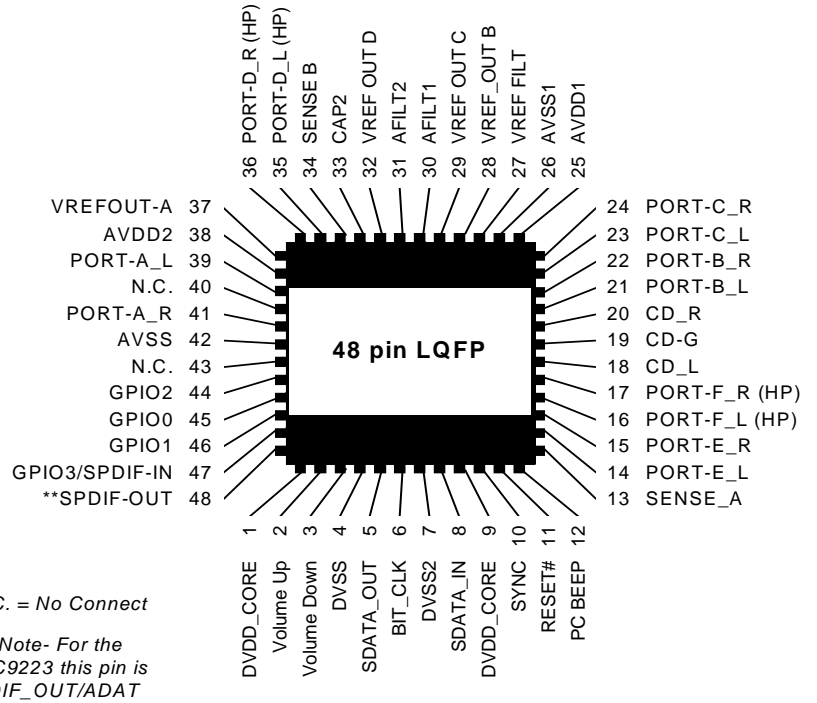 36 PORT-D_R (HP)
35 PORT-D_L (HP)
34 SENSE B
33 CAP2
32 VREF OUT D
31 AFILT2
30 AFILT1
29 VREF OUT C
28 VREF_OUT B
27 VREF FILT
26 AVSS1
25 AVDD1
VREFOUT-A 37
AVDD2 38
PORT-A_L 39
N.C. 40
PORT-A_R 41
AVSS 42
N.C. 43
GPIO2 44
GPIO0 45
GPIO1 46
GPIO3/SPDIF-IN 47
**SPDIF-OUT 48
48 pin LQFP
24 PORT-C_R
23 PORT-C_L
22 PORT-B_R
21 PORT-B_L
20 CD_R
19 CD-G
18 CD_L
17 PORT-F_R (HP)
16 PORT-F_L (HP)
15 PORT-E_R
14 PORT-E_L
13 SENSE_A
DVDD_CORE 1
Volume Up 2
Volume Down 3
DVSS 4
SDATA_OUT 5
BIT_CLK 6
DVSS2 7
SDATA_IN 8
DVDD_CORE 9
SYNC 10
RESET# 11
PC BEEP 12
C. = No Connect
Note- For the
C9223 this pin is
DIF_OUT/ADAT